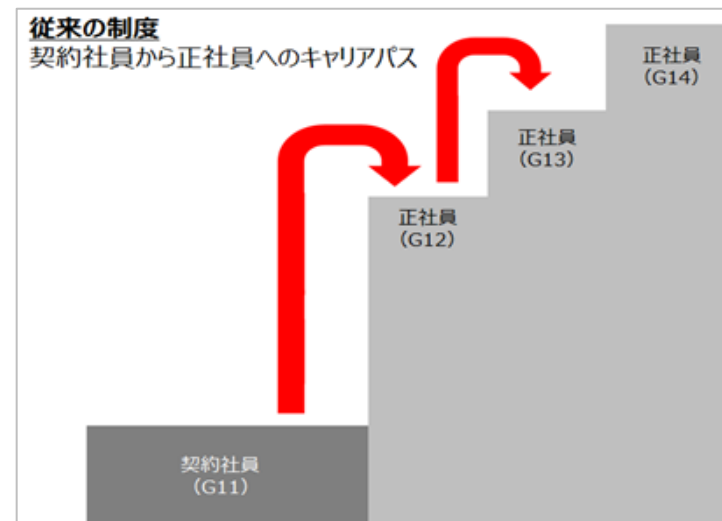 従来の制度
契約社員から正社員へのキャリアパス
正社員
（G14）
正社員
（G13）
正社員
（G12）
契約社員
（G11）